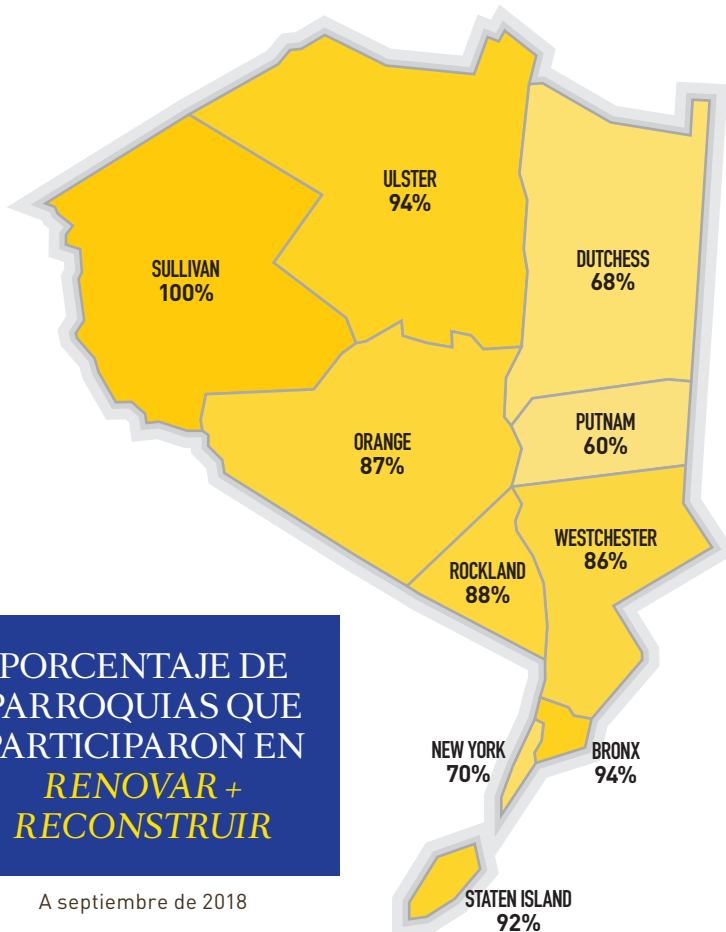 ULSTER
94%
DUTCHESS
68%
SULLIVAN
100%
PUTNAM
60%
ORANGE
87%
WESTCHESTER
86%
ROCKLAND
88%
PORCENTAJE DE
PARROQUIAS QUE
PARTICIPARON EN
RENOVAR +
RECONSTRUIR
NEW YORK
70%
BRONX
94%
A septiembre de 2018
STATEN ISLAND
92%